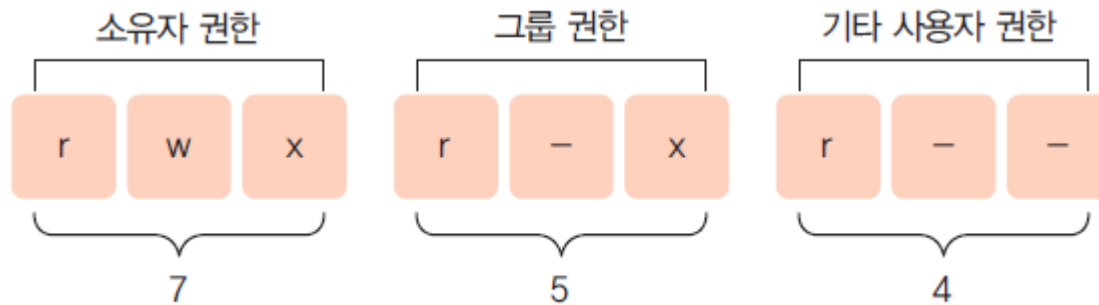 소유자 권한 그룹 권한 기타 사용자 권한
r w x r – x r – –
7 5 4